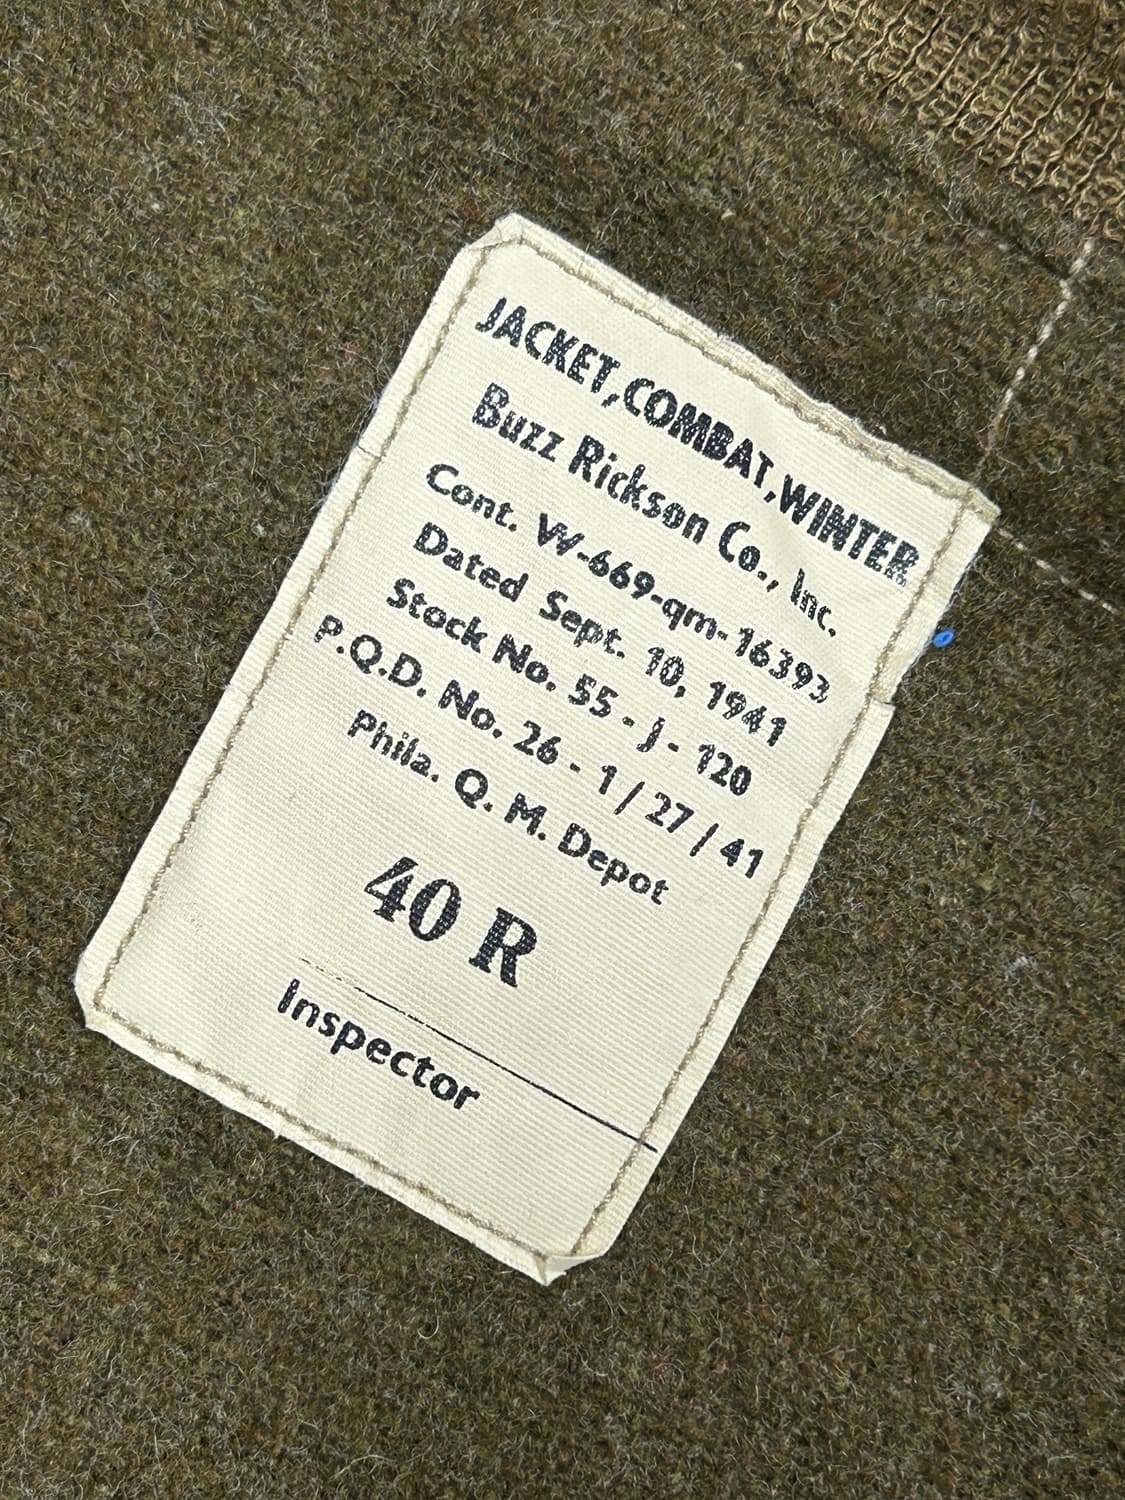 JACKET,COMBAT,WINTER
Buzz Rickson Co., Inc.
Cont. W-669-qm-16393
Dated Sept. 10, 1941
Stock No. 55 - J - 120
P.Q.D. No. 26 - 1 / 27 / 41
Phila. Q. M. Depot
40 R
Inspector